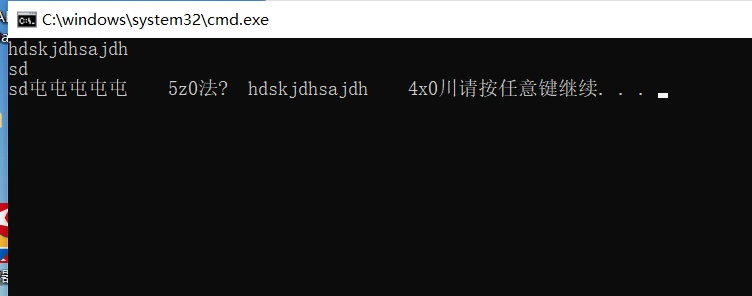 C:\windows\system32\cmd.exe
hdskjdhsajdh
sd
sd屯屯屯屯屯    5z0法?  hdskjdhsajdh    4x0川请按任意键继续. . .